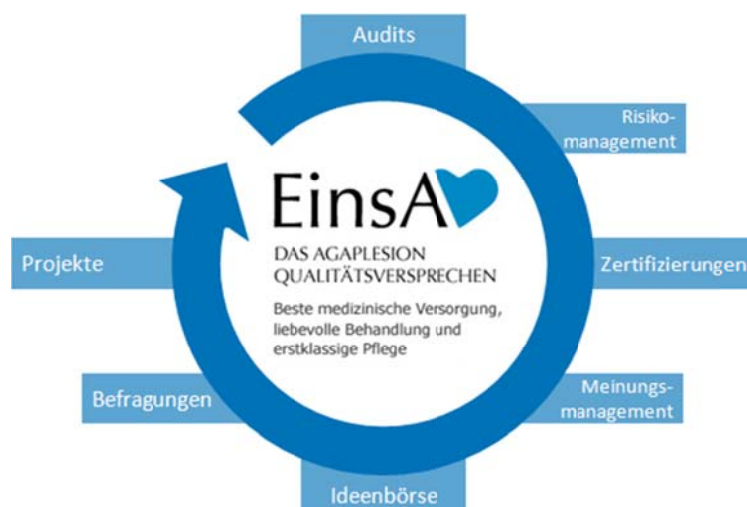 Audits
Risiko-
management
EinsA
DAS AGAPLESION
QUALITÄTSVERSPRECHEN
Beste medizinische Versorgung,
liebevolle Behandlung und
erstklassige Pflege
Projekte
Zertifizierungen
Befragungen
Meinungs-
management
Ideenbörse